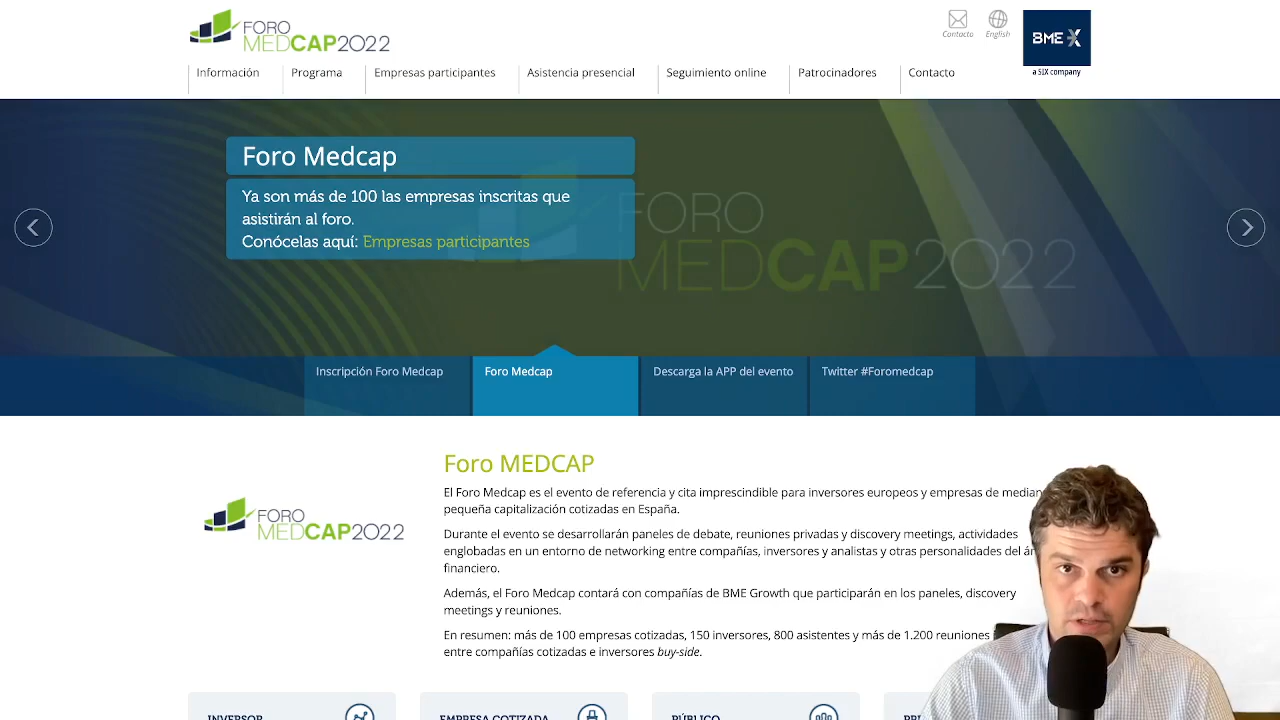 FORO
MEDCAP2022
Contacto
English
BME X
a SIX company
Información
Programa
Empresas participantes
Asistencia presencial
Seguimiento online
Patrocinadores
Contacto
Foro Medcap
Ya son más de 100 las empresas inscritas que
asistirán al foro.
Conócelas aquí: Empresas participantes
FORO
MEDCAP2022
Inscripción Foro Medcap
Foro Medcap
Descarga la APP del evento
Twitter #Foromedcap
FORO
MEDCAP2022
Foro MEDCAP
El Foro Medcap es el evento de referencia y cita imprescindible para inversores europeos y empresas de
pequeña capitalización cotizadas en España.
Durante el evento se desarrollarán paneles de debate, reuniones privadas y discovery meetings, actividades
englobadas en un entorno de networking entre compañías, inversores y analistas y otras personalidades del
financiero.
Además, el Foro Medcap contará con compañías de BME Growth que participarán en los paneles, discovery
meetings y reuniones.
En resumen: más de 100 empresas cotizadas, 150 inversores, 800 asistentes y más de 1.200 reuniones
entre compañías cotizadas e inversores buy-side.
INVERSOR
EMPRESA COTIZADA
PÚBLICO